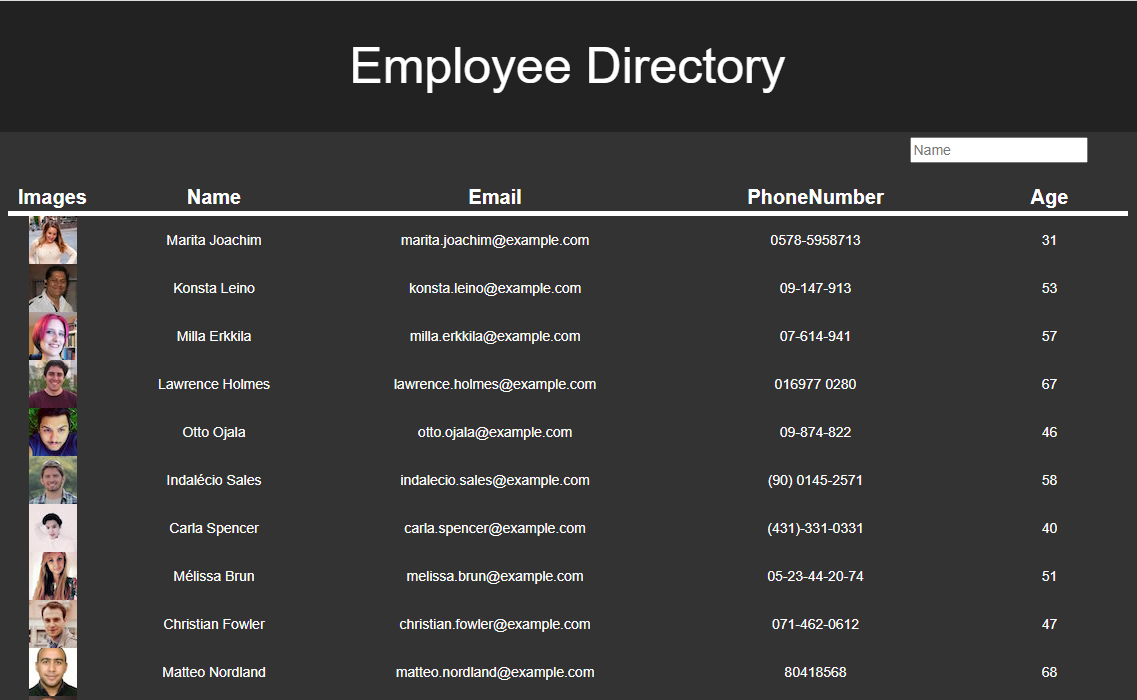 Employee Directory
Name
Images Name Email PhoneNumber Age
Marita Joachim marita.joachim@example.com 0578-5958713 31
Konsta Leino konsta.leino@example.com 09-147-913 53
Milla Erkkila milla.erkkila@example.com 07-614-941 57
Lawrence Holmes lawrence.holmes@example.com 016977 0280 67
Otto Ojala otto.ojala@example.com 09-874-822 46
Indalécio Sales indalecio.sales@example.com (90) 0145-2571 58
Carla Spencer carla.spencer@example.com (431)-331-0331 40
Mélissa Brun melissa.brun@example.com 05-23-44-20-74 51
Christian Fowler christian.fowler@example.com 071-462-0612 47
Matteo Nordland matteo.nordland@example.com 80418568 68